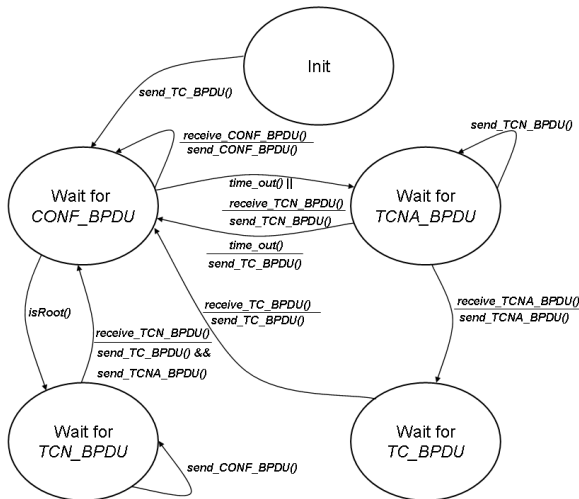 Init
send_TC_BPDU()
receive_CONF_BPDU()
send_CONF_BPDU()
send_TCN_BPDU()
Wait for
CONF_BPDU
time_out() ||
receive_TCN_BPDU()
send_TCN_BPDU()
Wait for
TCNA_BPDU
time_out()
send_TC_BPDU()
isRoot()
receive_TCN_BPDU()
send_TC_BPDU() &&
send_TCNA_BPDU()
receive_TC_BPDU()
send_TC_BPDU()
receive_TCNA_BPDU()
send_TCNA_BPDU()
Wait for
TCN_BPDU
send_CONF_BPDU()
Wait for
TC_BPDU